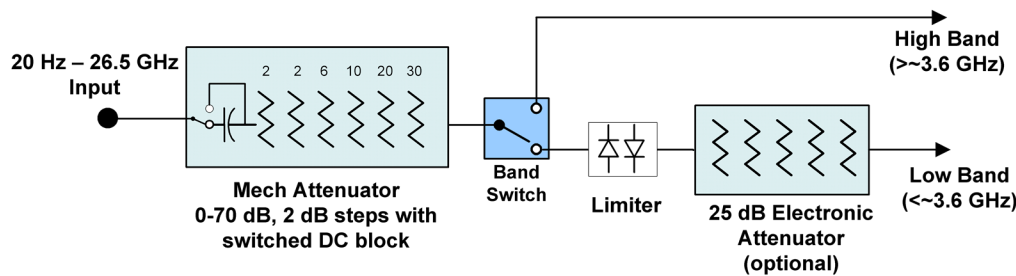 20 Hz – 26.5 GHz
Input
2 2 6 10 20 30
Mech Attenuator
0-70 dB, 2 dB steps with
switched DC block
Band
Switch
Limiter
High Band
(>~3.6 GHz)
Low Band
(<~3.6 GHz)
25 dB Electronic
Attenuator
(optional)